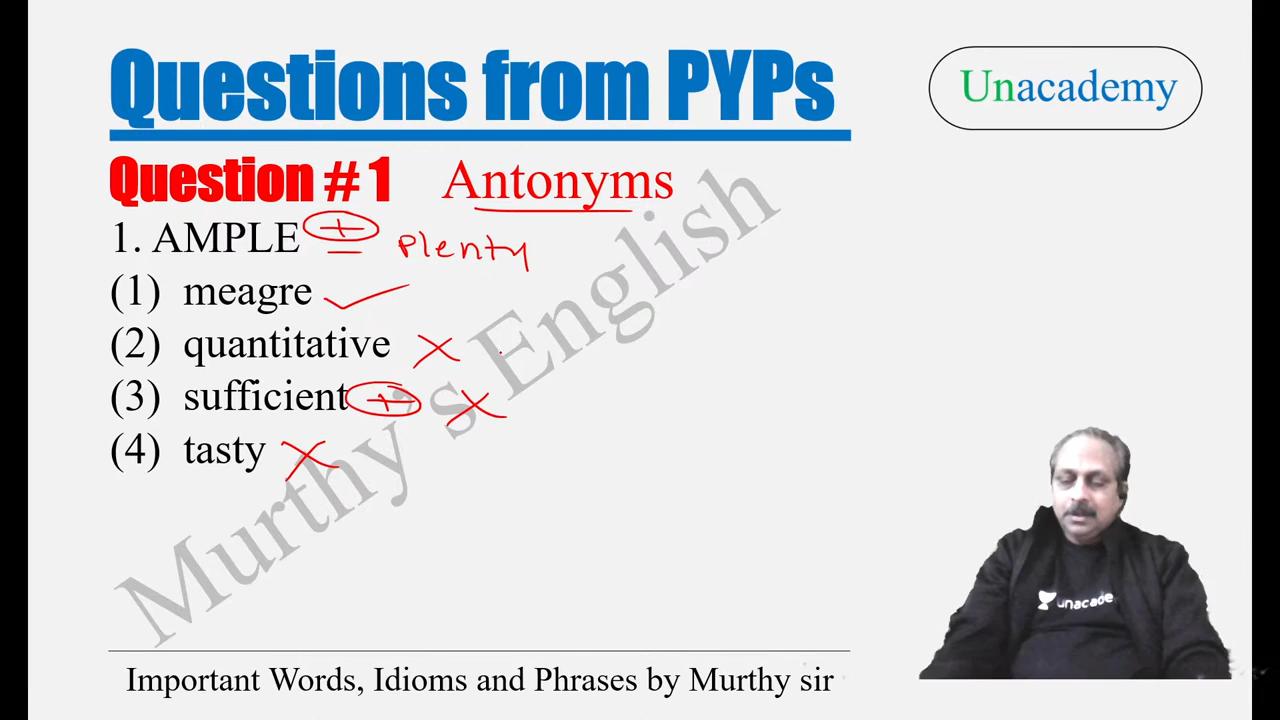 Questions from PYPs
Unacademy
Question # 1 Antonyms
1. AMPLE + plenty
(1) meagre
(2) quantitative
(3) sufficient +
(4) tasty
Murthy's English
unacade
Important Words, Idioms and Phrases by Murthy sir